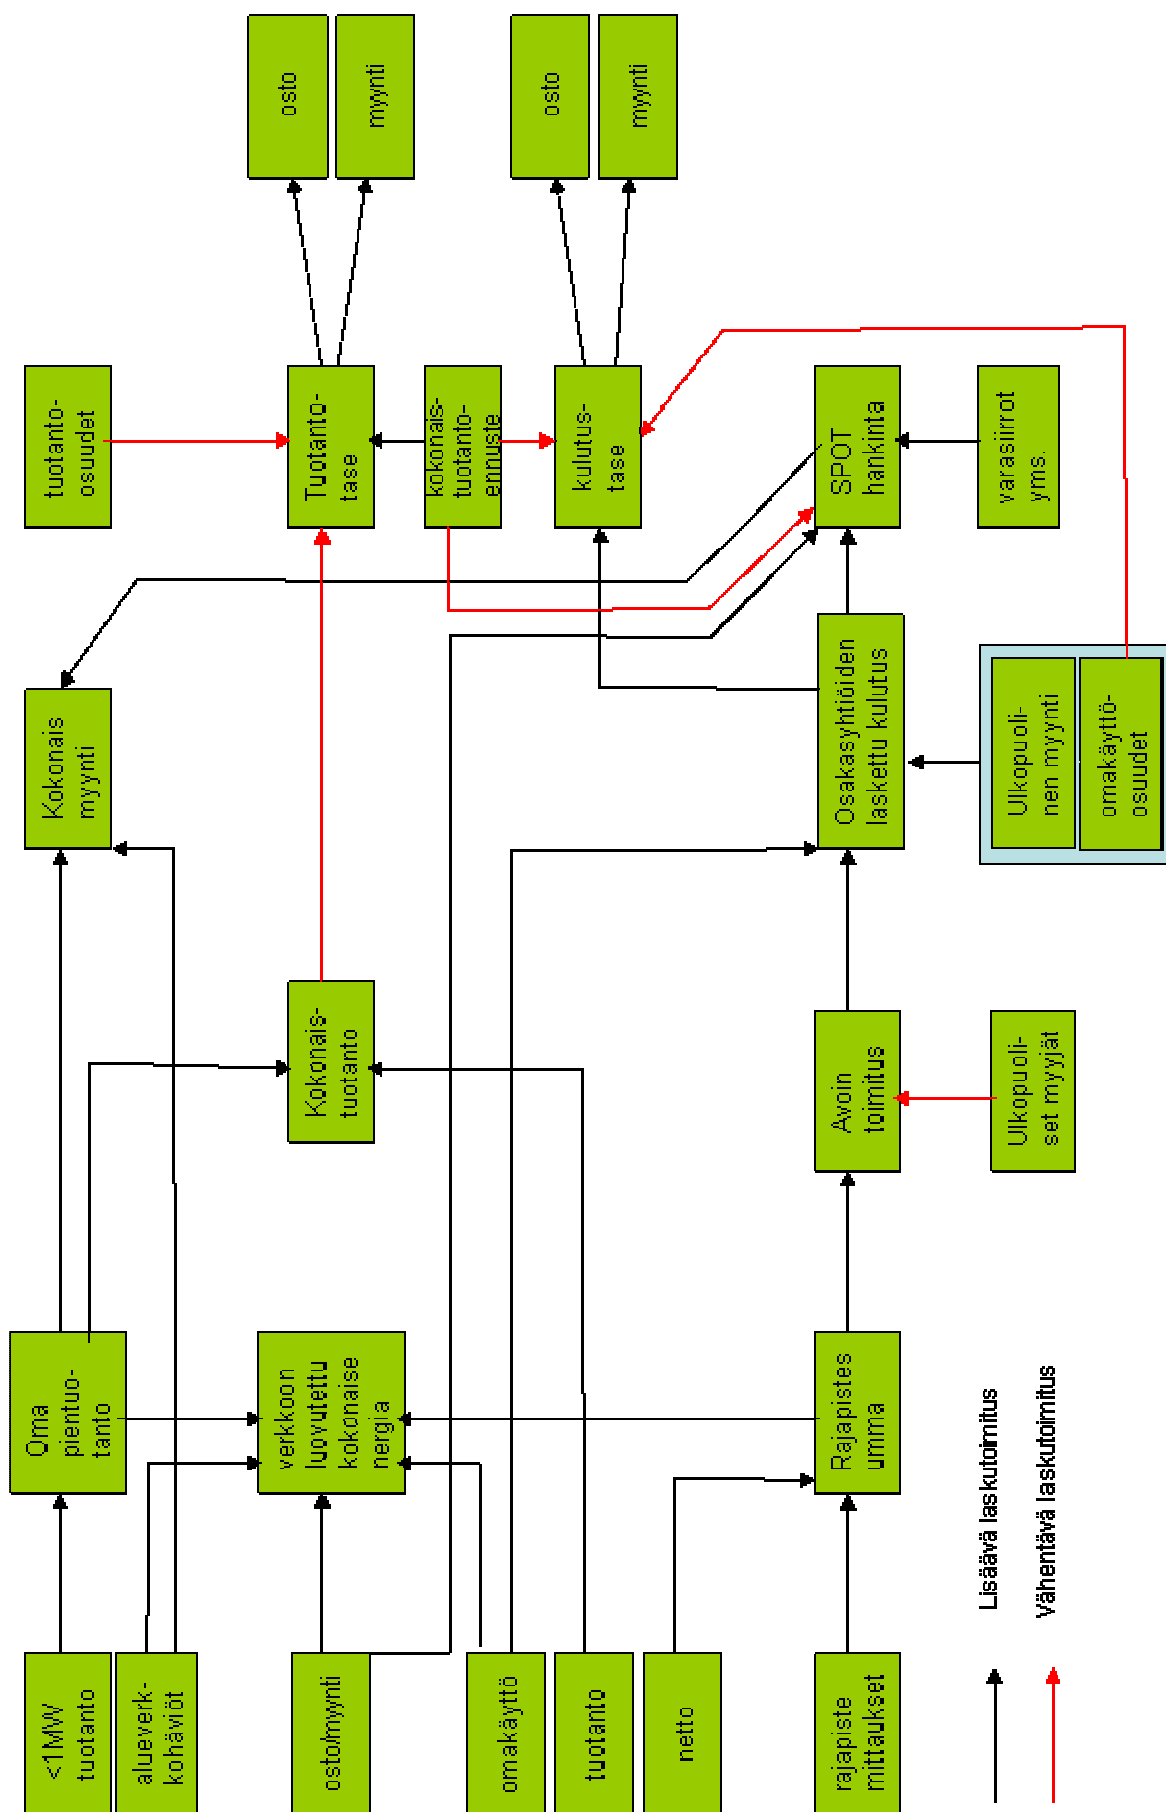 <1MW
tuotanto
alueverk-
kohäviöt
osto/myynti
omakäyttö
tuotanto
netto
rajapiste
mittaukset
Oma
pientuo-
tanto
verkkoon
luovutettu
kokonaise
nergia
Rajapistes
umma
Kokonais-
tuotanto
Avoin
toimitus
Ulkopuoli-
set myyjät
Kokonais
myynti
Osakasyhtiöiden
laskettu kulutus
Ulkopuoli-
nen myynti
omakäyttö-
osuudet
tuotanto-
osuudet
Tuotanto-
tase
kokonais-
tuotanto-
ennuste
kulutus-
tase
SPOT
hankinta
varasiirrot
yms.
osto
myynti
osto
myynti
Lisäävä laskutoimitus
Vähentävä laskutoimitus